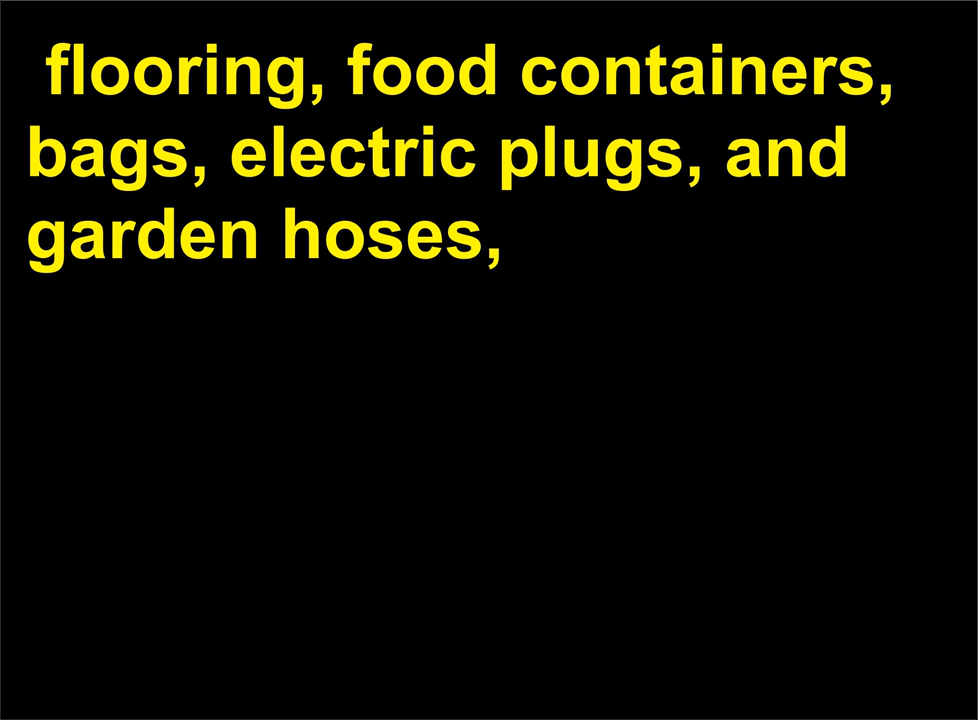 flooring, food containers,
bags, electric plugs, and
garden hoses,